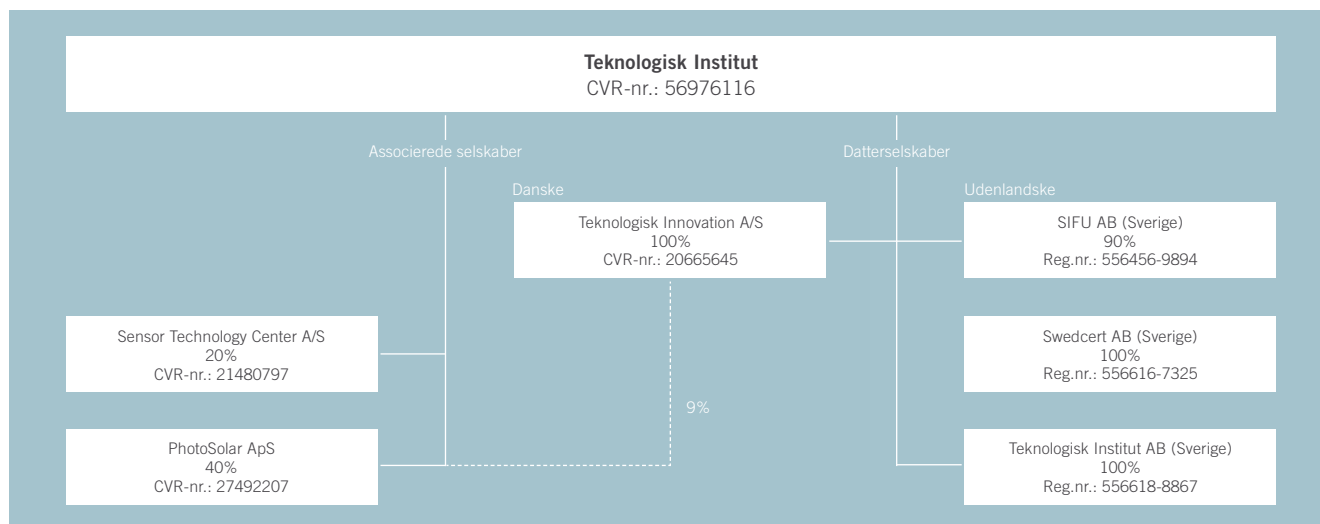 Teknologisk Institut
CVR-nr.: 56976116
Associerede selskaber
Datterselskaber
Danske
Udenlandske
Teknologisk Innovation A/S
100%
CVR-nr.: 20665645
SIFU AB (Sverige)
90%
Reg.nr.: 556456-9894
Sensor Technology Center A/S
20%
CVR-nr.: 21480797
Swedcert AB (Sverige)
100%
Reg.nr.: 556616-7325
9%
PhotoSolar ApS
40%
CVR-nr.: 27492207
Teknologisk Institut AB (Sverige)
100%
Reg.nr.: 556618-8867